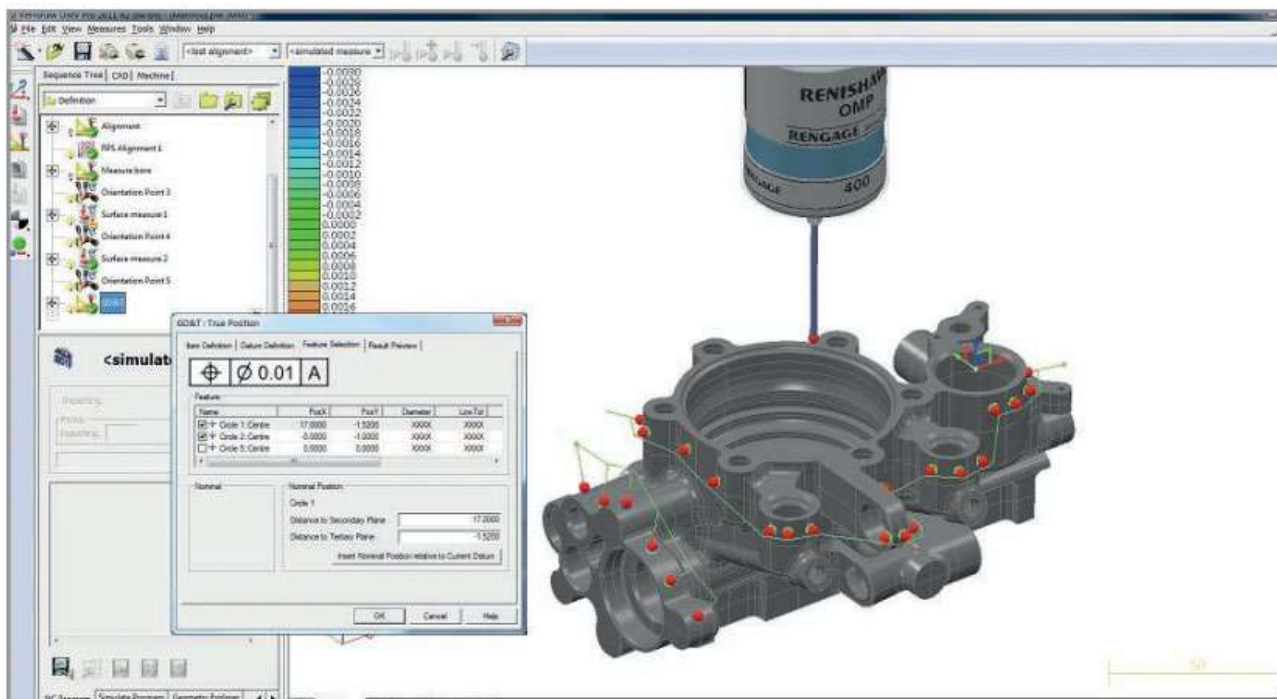 File Edit View Measures Tools Window Help
<last alignment>
<simulated measure
Sequence Tree CAD Machine
Definition
Alignment
RPS Alignment 1
Measure bore
Orientation Point 3
Surface measure 1
Orientation Point 4
Surface measure 2
Orientation Point 5
GD&T
-0.0030
-0.0028
-0.0026
-0.0024
-0.0022
-0.0020
-0.0018
-0.0016
-0.0014
-0.0012
-0.0010
-0.0008
-0.0006
-0.0004
-0.0002
0.0000
0.0002
0.0004
0.0006
0.0008
0.0010
0.0012
0.0014
0.0016
RENISHAW
OMP
RENGAGE
RENGAGE
400
<simulat
GD&T : True Position
Item Definition Datum Definition Feature Selection Result Preview
Ø 0.01 A
Feature
Name PosX PosY Diameter LowTol
Circle 1: Centre 17.0000 -1.5200 XXXX XXXX
Circle 2: Centre -0.0000 -1.0000 XXXX XXXX
Circle 5: Centre 0.0000 0.0000 XXXX XXXX
Nominal
Nominal Position
Circle 1
Distance to Secondary Plane 17.0000
Distance to Tertiary Plane -1.5200
Insert Nominal Position relative to Current Datum
OK Cancel Help
NC Program Simulate Program Geometry Explorer
50